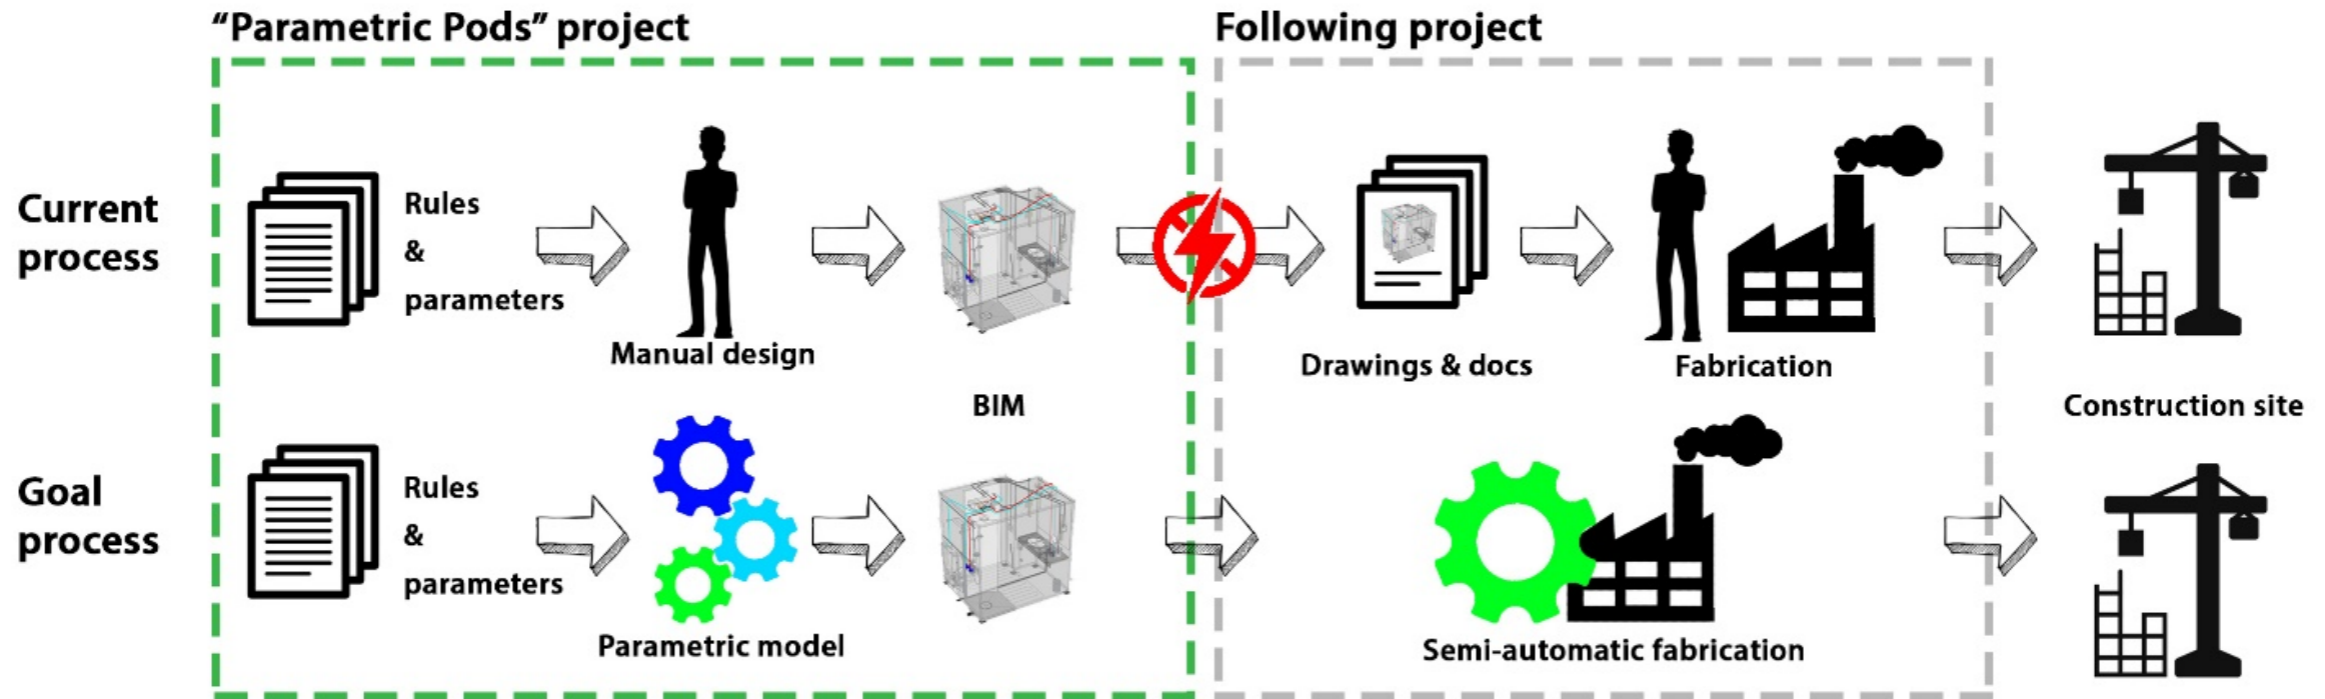 “Parametric Pods” project
Following project
Current
process
Rules
&
parameters
Manual design
Drawings & docs
Fabrication
BIM
Construction site
Goal
process
Rules
&
parameters
Parametric model
Semi-automatic fabrication